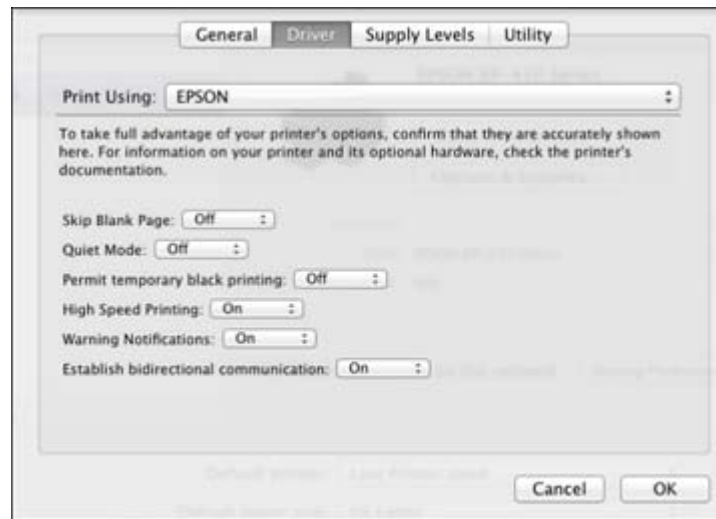 General Driver Supply Levels Utility
Print Using: EPSON
To take full advantage of your printer's options, confirm that they are accurately shown
here. For information on your printer and its optional hardware, check the printer's
documentation.
Skip Blank Page: Off
Quiet Mode: Off
Permit temporary black printing: Off
High Speed Printing: On
Warning Notifications: On
Establish bidirectional communication: On
Cancel OK